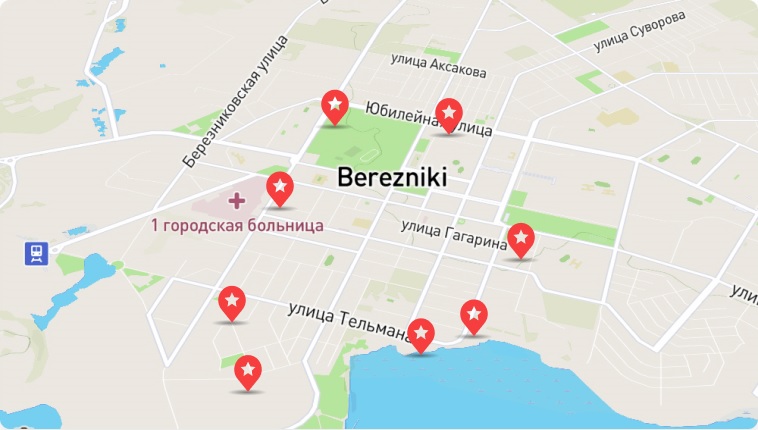 улица Суворова
улица Аксакова
Березниковская улица
Юбилейная улица
Berezniki
1 городская больница
улица Гагарина
улица Тельмана